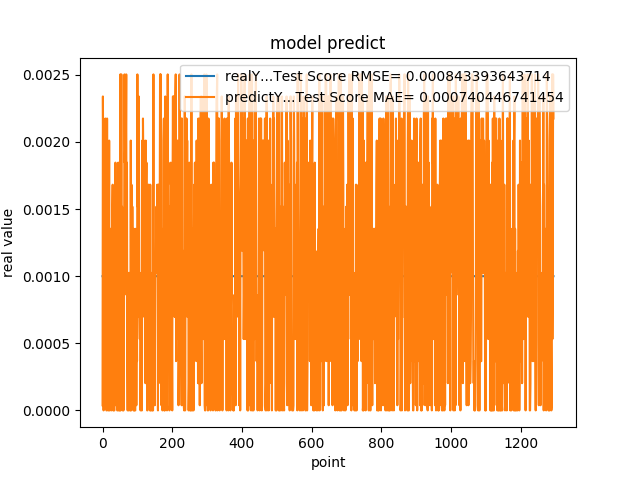 model predict
realY...Test Score RMSE= 0.000843393643714
predictY...Test Score MAE= 0.000740446741454
0.0025
0.0020
0.0015
0.0010
0.0005
0.0000
real value
0 200 400 600 800 1000 1200
point